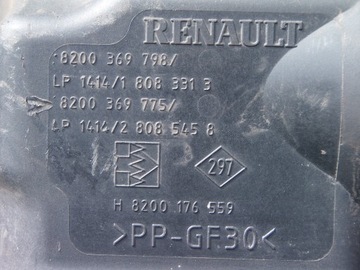 RENAULT
8200 369 798/
LP 1414/1 808 331 3
8200 369 775/
LP 1414/2 808 545 8
297
H 8200 176 559
>PP-GF30<